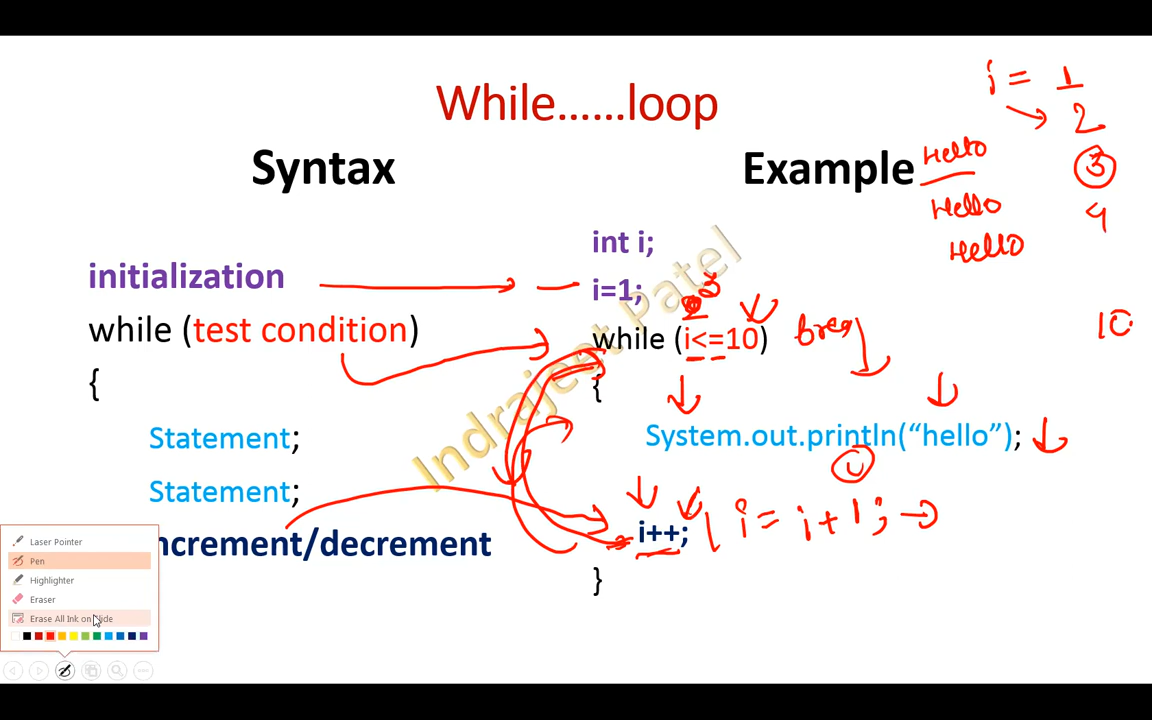 While......loop
Syntax
Example
i = 1
2
3
4
10
Hello
Hello
Hello
initialization
while (test condition)
{
Statement;
Statement;
ncrement/decrement
int i;
i=1;
3
while (i<=10)
{
System.out.println(“hello”);
i++;
i = i+1;
}
Indrajeet Patel
Laser Pointer
Pen
Highlighter
Eraser
Erase All Ink on Slide